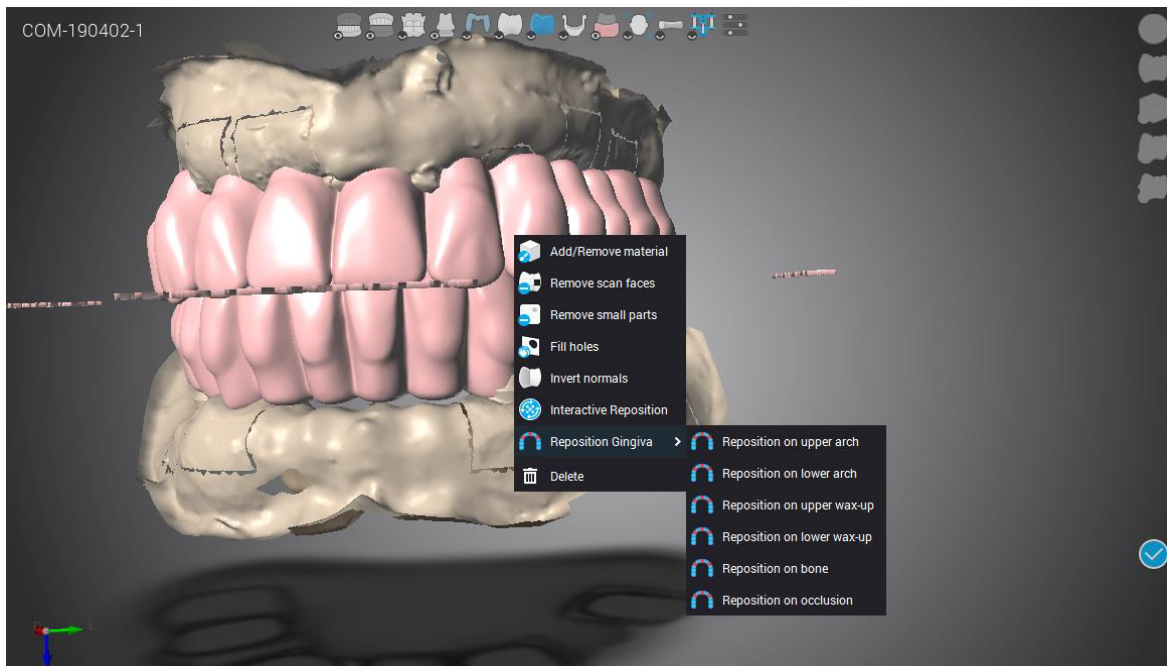 COM-190402-1
Add/Remove material
Remove scan faces
Remove small parts
Fill holes
Invert normals
Interactive Reposition
Reposition Gingiva
Delete
Reposition on upper arch
Reposition on lower arch
Reposition on upper wax-up
Reposition on lower wax-up
Reposition on bone
Reposition on occlusion
L